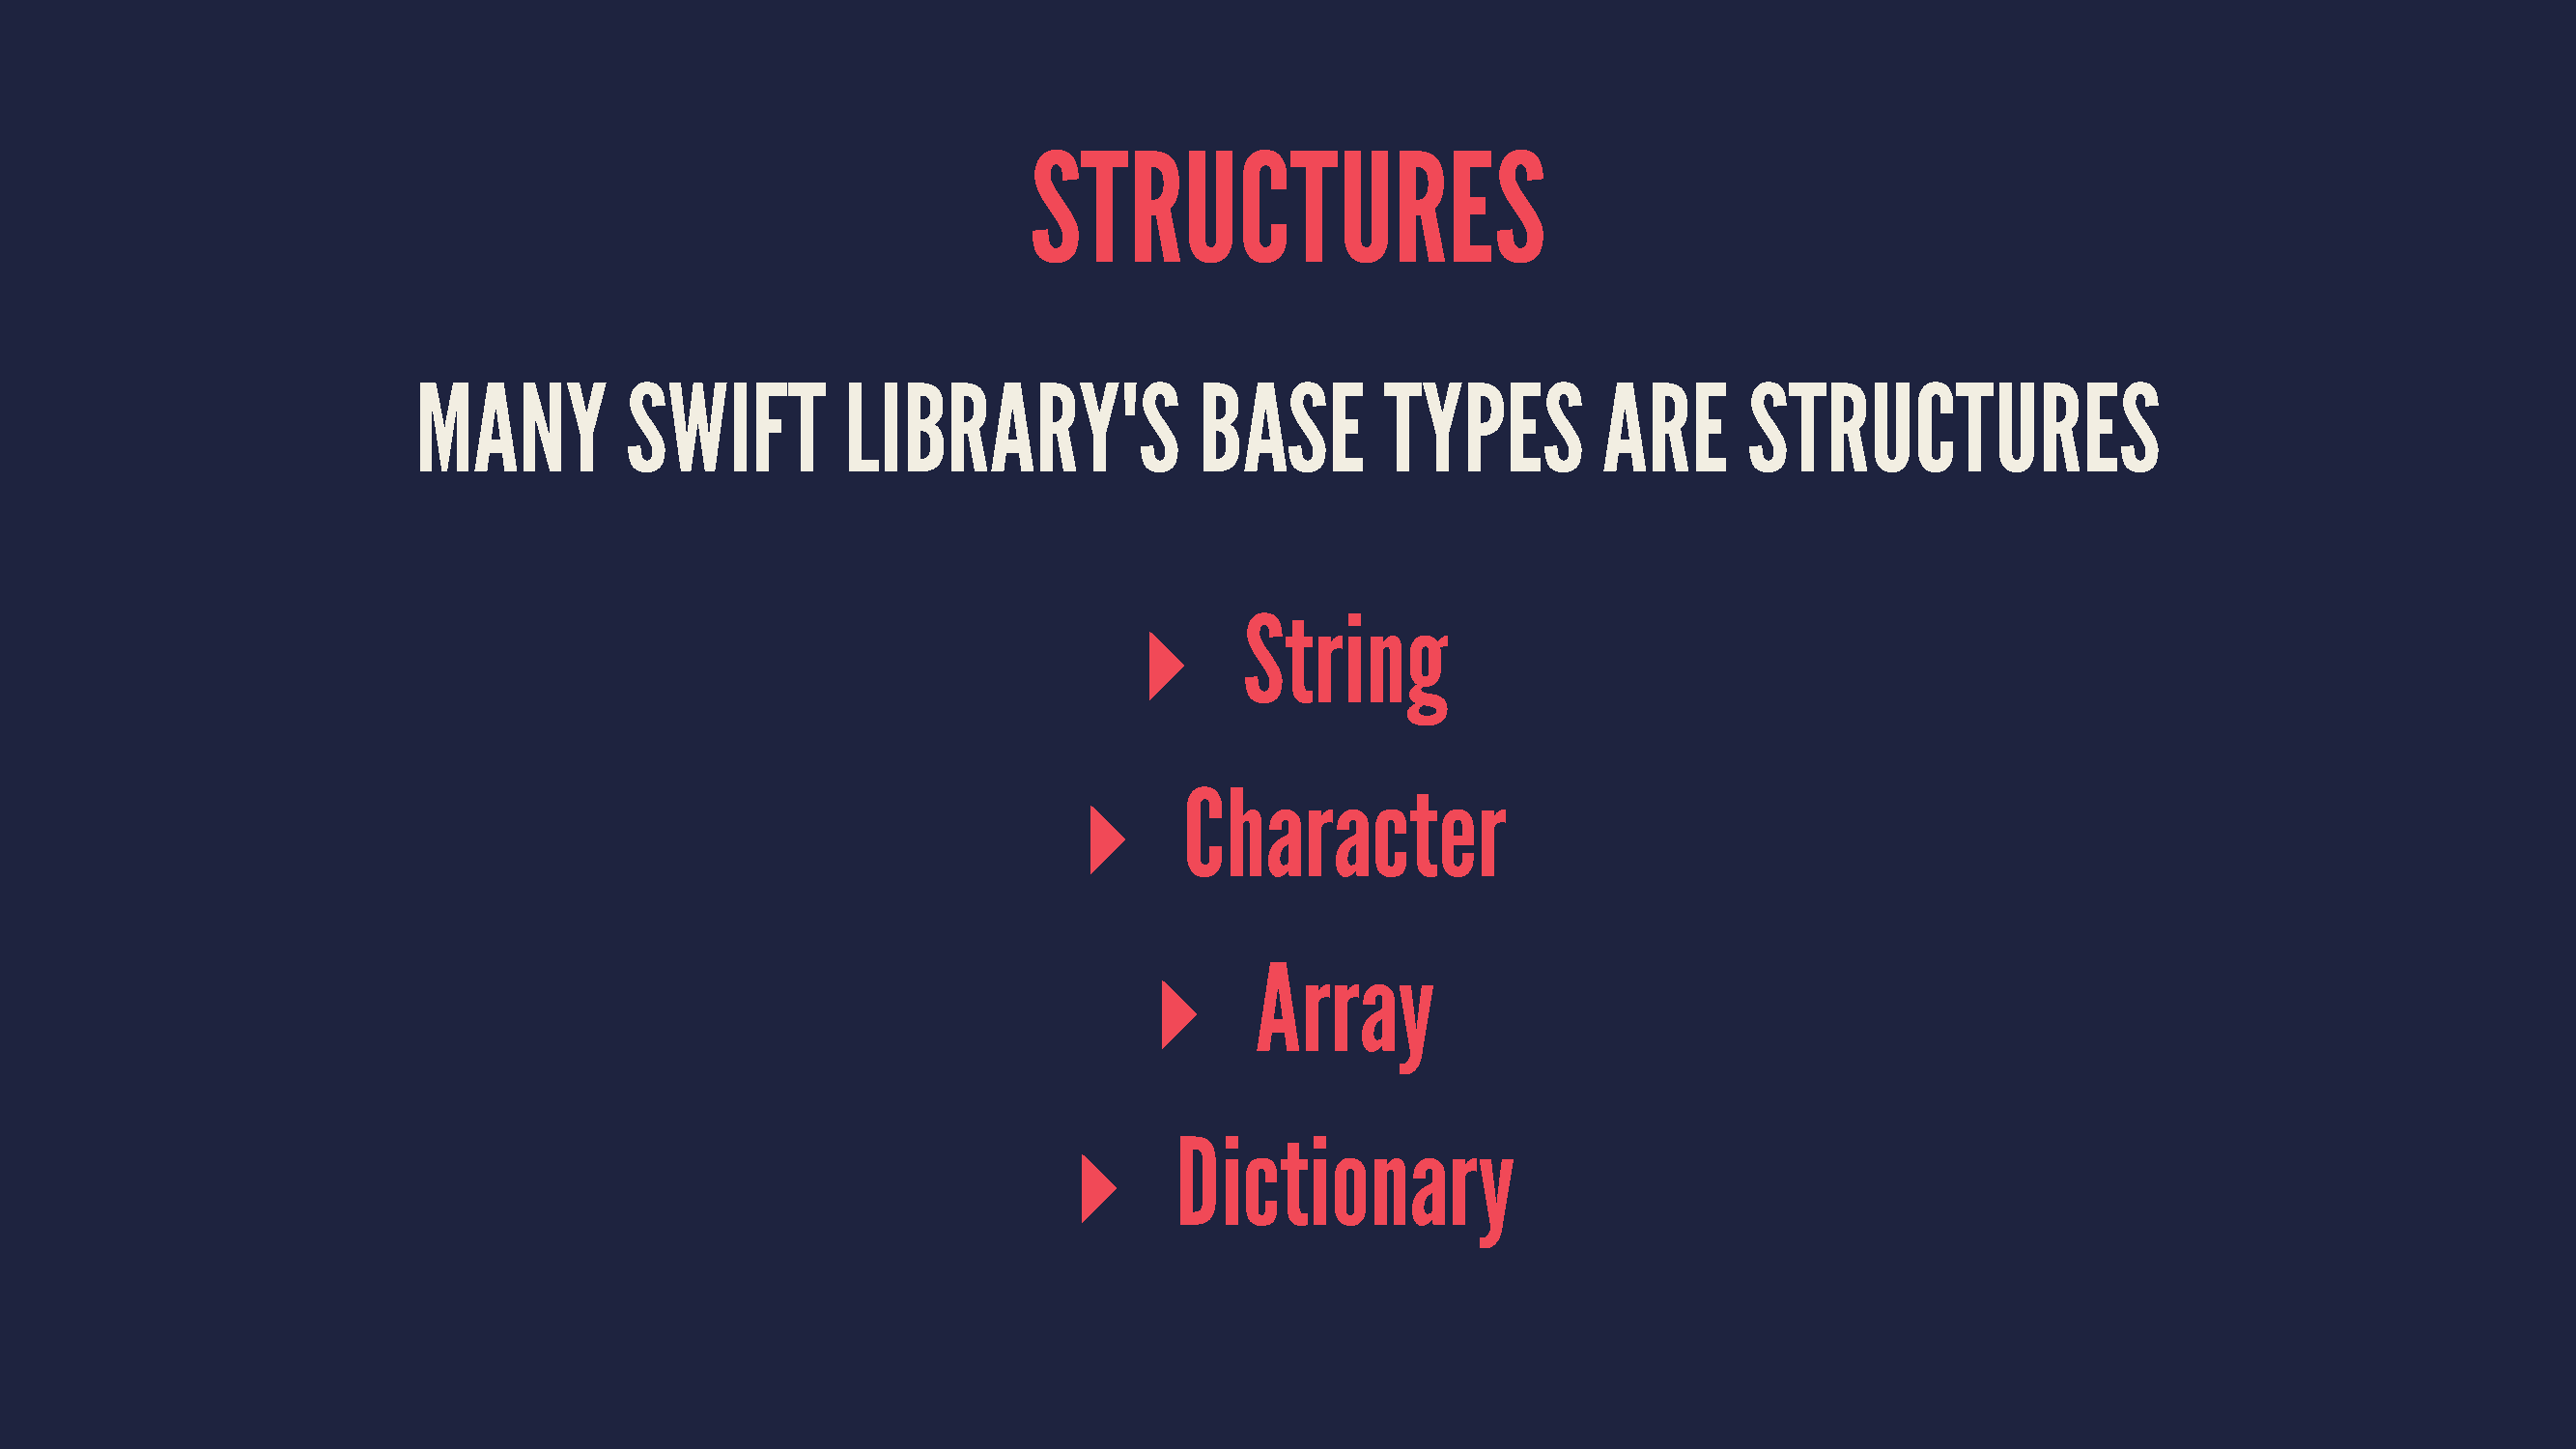 STRUCTURES
MANY SWIFT LIBRARY'S BASE TYPES ARE STRUCTURES
▸ String
▸ Character
▸ Array
▸ Dictionary